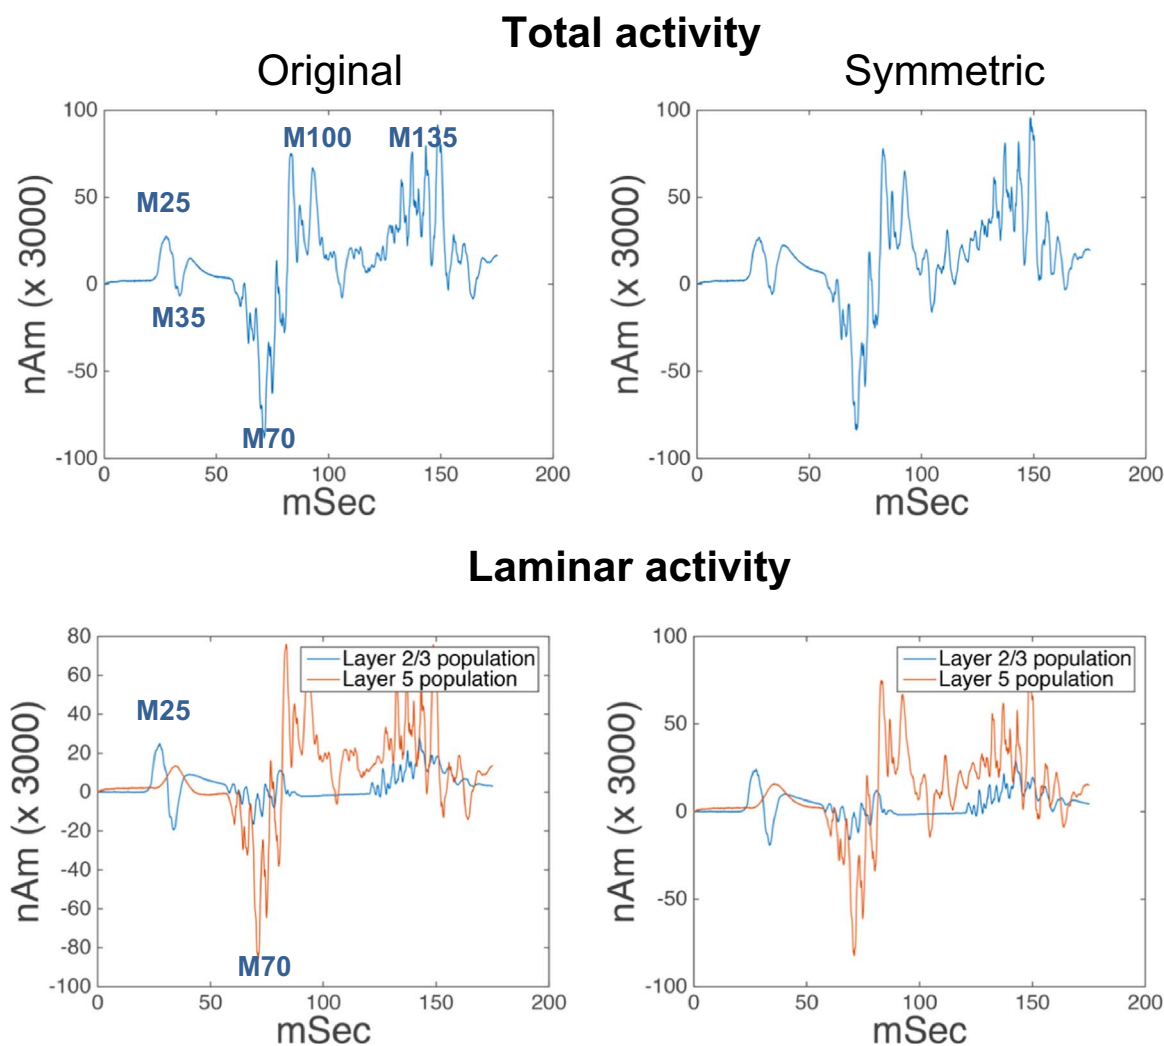 Total activity
Original
Symmetric
100
50
0
-50
-100
nAm (x 3000)
M25
M35
M70
M100
M135
0
50
100
150
200
mSec
100
50
0
-50
-100
nAm (x 3000)
0
50
100
150
200
mSec
Laminar activity
80
60
40
20
0
-20
-40
-60
-80
-100
nAm (x 3000)
Layer 2/3 population
Layer 5 population
M25
M70
0
50
100
150
200
mSec
100
50
0
-50
-100
nAm (x 3000)
Layer 2/3 population
Layer 5 population
0
50
100
150
200
mSec